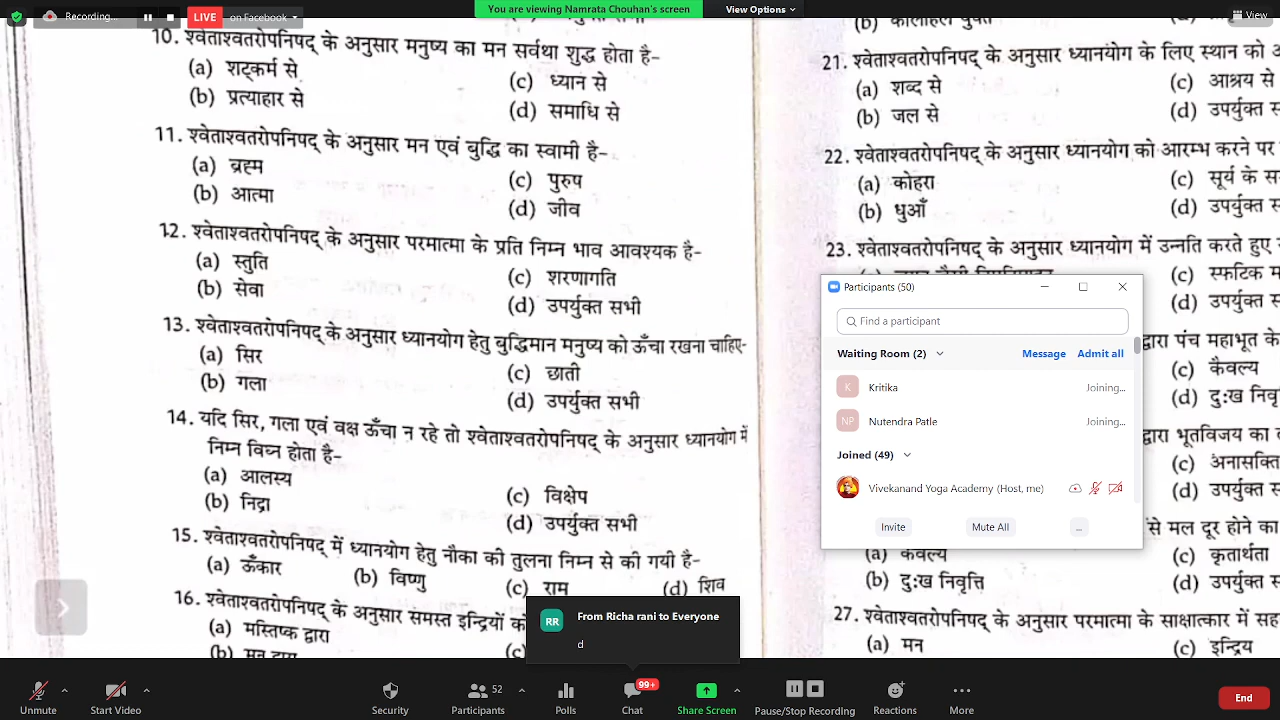 Recording...
LIVE
on Facebook
You are viewing Namrata Chouhan's screen
View Options
View
10. श्वेताश्वतरोपनिषद् के अनुसार मनुष्य का मन सर्वथा शुद्ध होता है-
(a) शट्कर्म से
(c) ध्यान से
(b) प्रत्याहार से
(d) समाधि से
11. श्वेताश्वतरोपनिषद् के अनुसार मन एवं बुद्धि का स्वामी है-
(a) ब्रह्म
(c) पुरुष
(b) आत्मा
(d) जीव
12. श्वेताश्वतरोपनिषद् के अनुसार परमात्मा के प्रति निम्न भाव आवश्यक है-
(a) स्तुति
(c) शरणागति
(b) सेवा
(d) उपर्युक्त सभी
13. श्वेताश्वतरोपनिषद् के अनुसार ध्यानयोग हेतु बुद्धिमान मनुष्य को ऊँचा रखना चाहिए-
(a) सिर
(c) छाती
(b) गला
(d) उपर्युक्त सभी
14. यदि सिर, गला एवं वक्ष ऊँचा न रहे तो श्वेताश्वतरोपनिषद् के अनुसार ध्यानयोग में
निम्न विघ्न होता है-
(a) आलस्य
(c) विक्षेप
(b) निद्रा
(d) उपर्युक्त सभी
15. श्वेताश्वतरोपनिषद् में ध्यानयोग हेतु नौका की तुलना निम्न से की गयी है-
(a) ऊँकार (b) विष्णु (c) राम (d) शिव
16. श्वेताश्वतरोपनिषद् के अनुसार समस्त इन्द्रियों को
(a) मस्तिष्क द्वारा
(b)
(c)
(b) कोलाहल युक्त
21. श्वेताश्वतरोपनिषद् के अनुसार ध्यानयोग के लिए स्थान को
(a) शब्द से
(c) आश्रय से
(b) जल से
(d) उपर्युक्त
22. श्वेताश्वतरोपनिषद् के अनुसार ध्यानयोग को आरम्भ करने पर
(a) कोहरा
(c) सूर्य के
(b) धुआँ
(d) उपर्युक्त
23. श्वेताश्वतरोपनिषद् के अनुसार ध्यानयोग में उन्नति करते हुए
(c) स्फटिक
(d) उपर्युक्त
द्वारा पंच महाभूत के
(c) कैवल्य
(d) दुःख
द्वारा भूतविजय का
(c) अनासक्ति
(d) उपर्युक्त
से मल दूर होने का
(a) कैवल्य
(c) कृतार्थता
(b) दुःख निवृत्ति
(d) उपर्युक्त
27. श्वेताश्वतरोपनिषद् के अनुसार परमात्मा के साक्षात्कार में
(a) मन
(c) इन्द्रिय
Participants (50)
Find a participant
Waiting Room (2)
Message
Admit all
K Kritika Joining...
NP Nutendra Patle Joining...
Joined (49)
Vivekanand Yoga Academy (Host, me)
Invite
Mute All
...
RR From Richa rani to Everyone
d
Unmute
Start Video
Security
52
Participants
Polls
99+
Chat
Share Screen
Pause/Stop Recording
Reactions
More
End